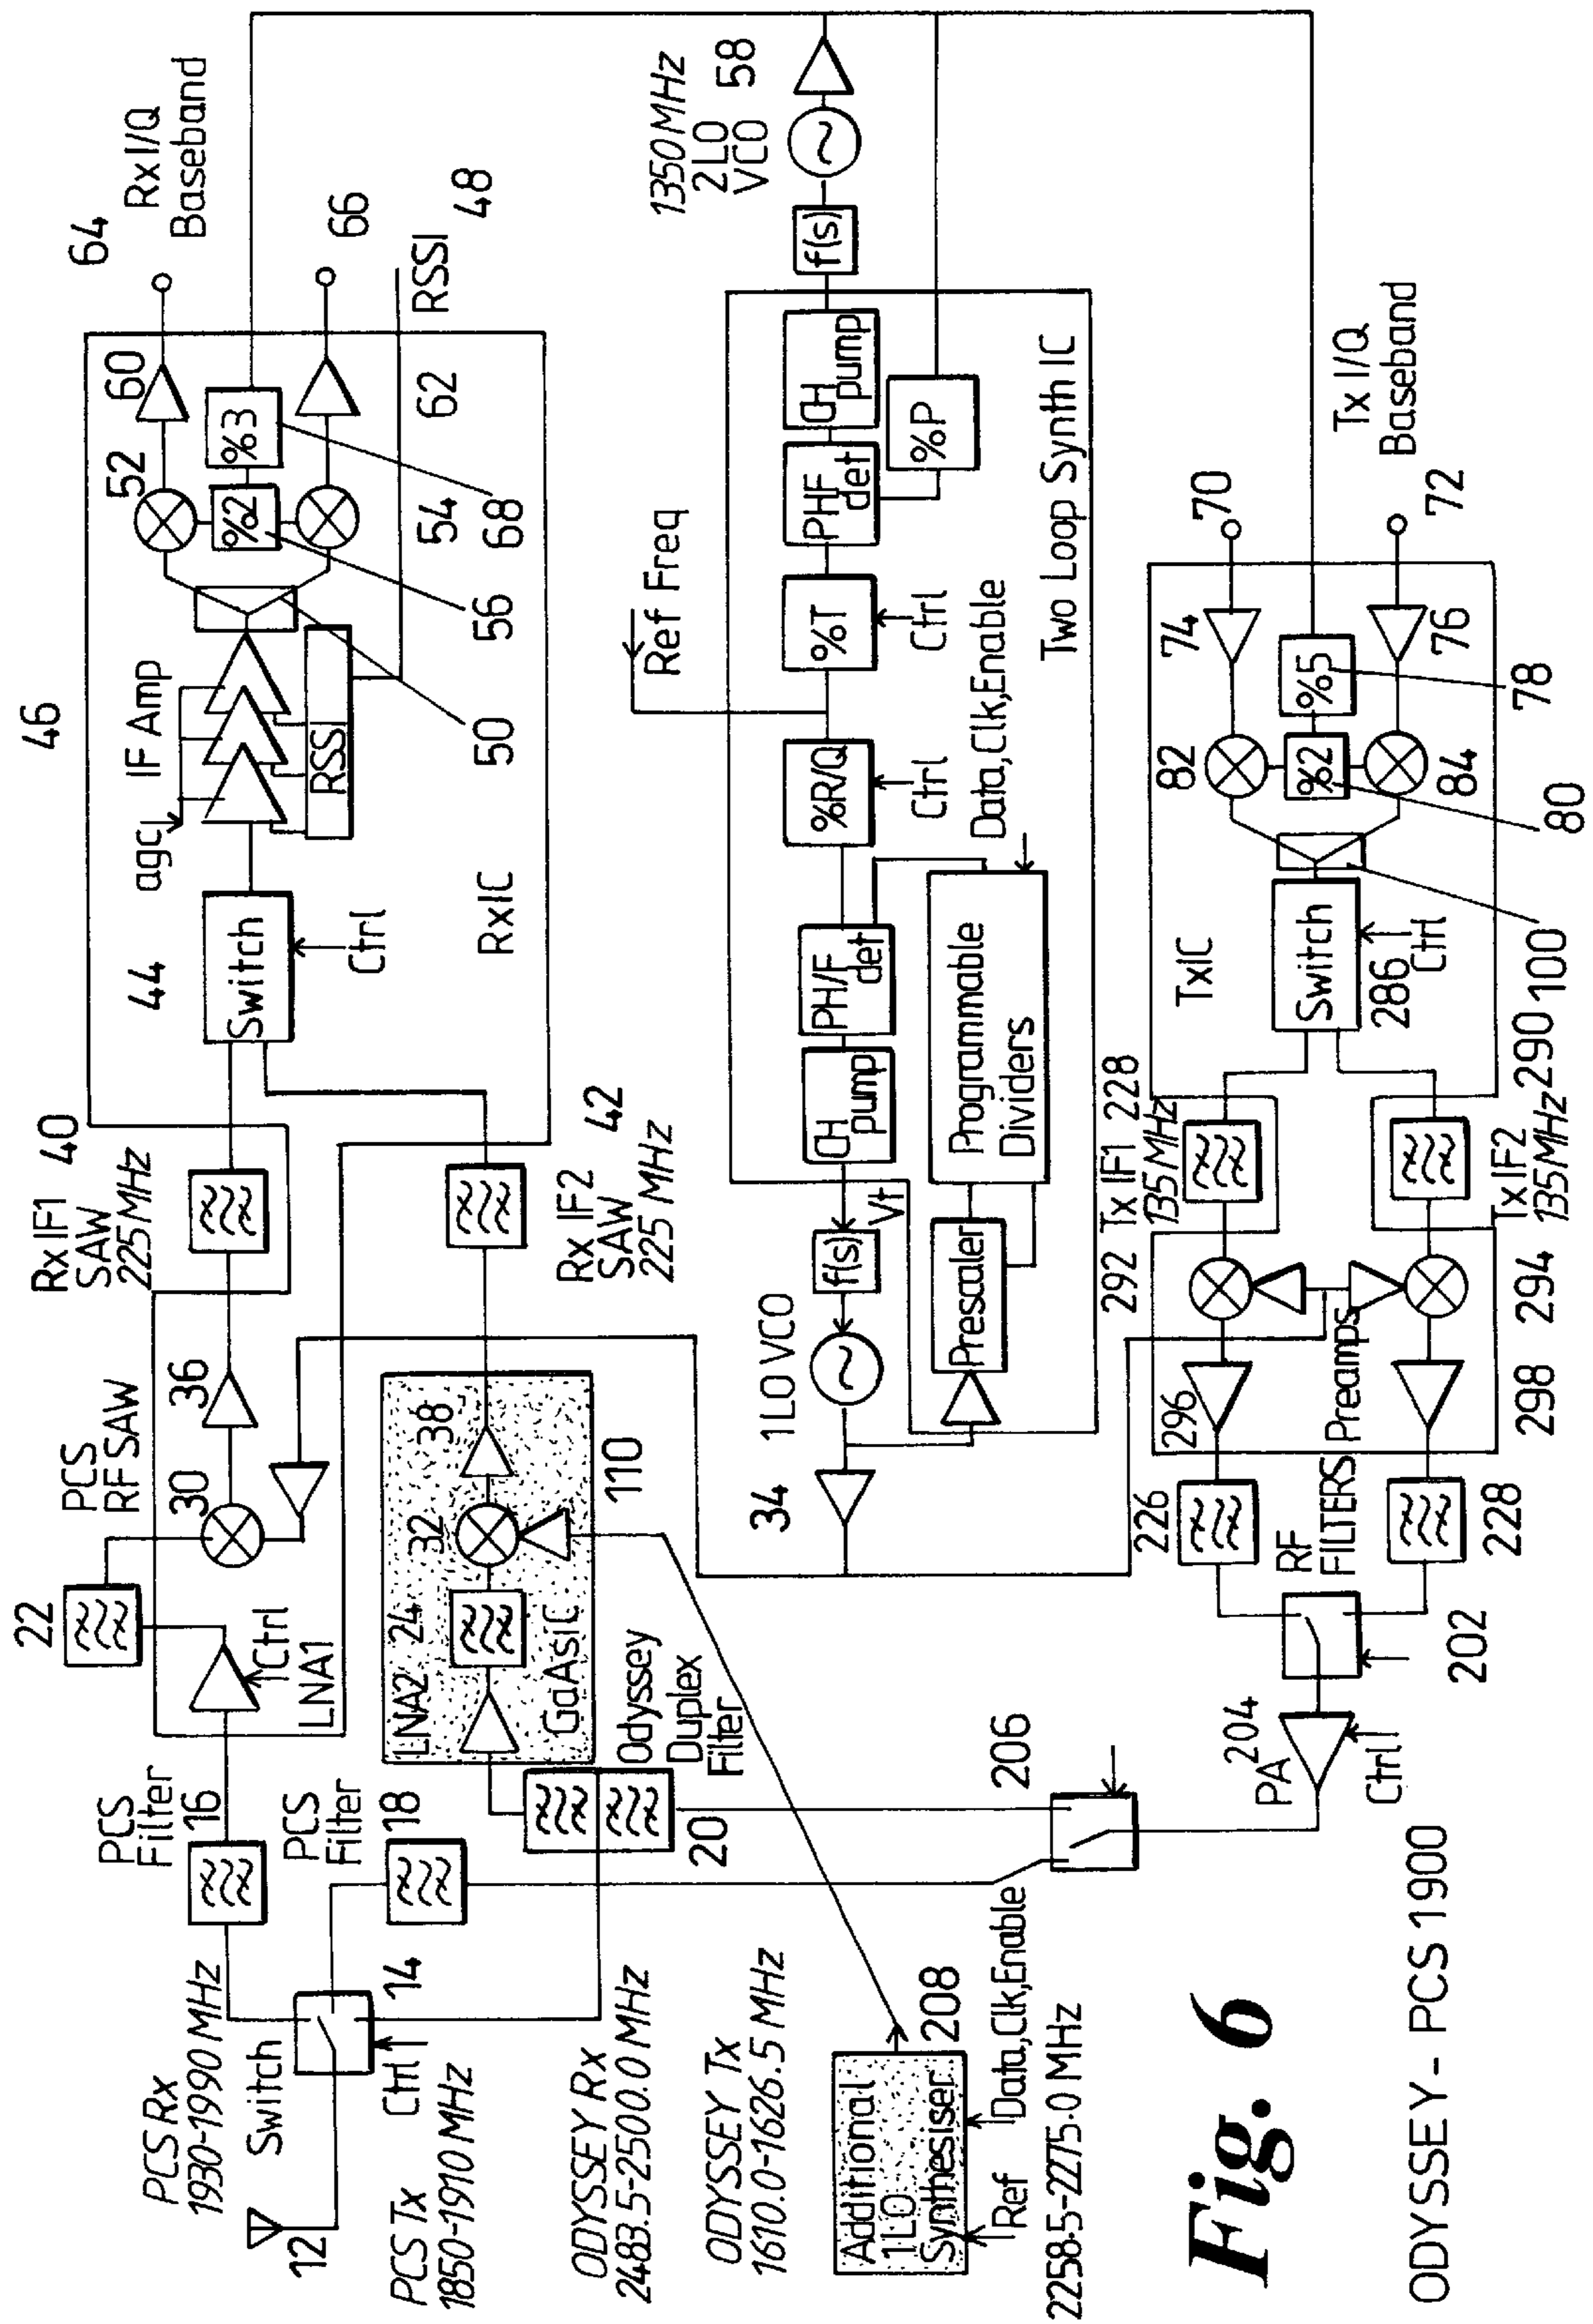 PCS Rx
1930-1990 MHz
Switch
12
Ctrl
14
PCS Tx
1850-1910 MHz
ODYSSEY Rx
2483.5-2500.0 MHz
ODYSSEY Tx
1610.0-1626.5 MHz
Additional
1LO
Synthesiser
208
Ref
Data,Clk,Enable
2258.5-2275.0 MHz
PCS
Filter
16
PCS
Filter
18
20
Odyssey
Duplex
Filter
206
22
Ctrl
LNA1
PCS
RF SAW
30
36
LNA2
24
32
38
GaAsIC
110
Rx IF1
SAW
225MHz
40
Rx IF2
SAW
225 MHz
42
44
Switch
Ctrl
RxIC
46
agc
IF Amp
RSSI
50
52
%2
%3
54
56
60
62
68
64
66
Rx I/Q
Baseband
RSSI
48
34
1LO VCO
f(s)
Vt
CH
pump
PH/F
det
%R/Q
Ctrl
Ref Freq
%T
Ctrl
PHF
det
CH
pump
%P
f(s)
1350MHz
2LO
VCO
58
Prescaler
Programmable
Dividers
Data,Clk,Enable
Two Loop Synth IC
PA
204
Ctrl
202
226
RF
FILTERS
228
296
Preamps
298
292
294
Tx IF1
135MHz
228
Tx IF2
135MHz
290
TxIC
Switch
286
Ctrl
100
82
%2
84
80
74
%5
76
78
70
72
Tx I/Q
Baseband
Fig. 6
ODYSSEY - PCS 1900